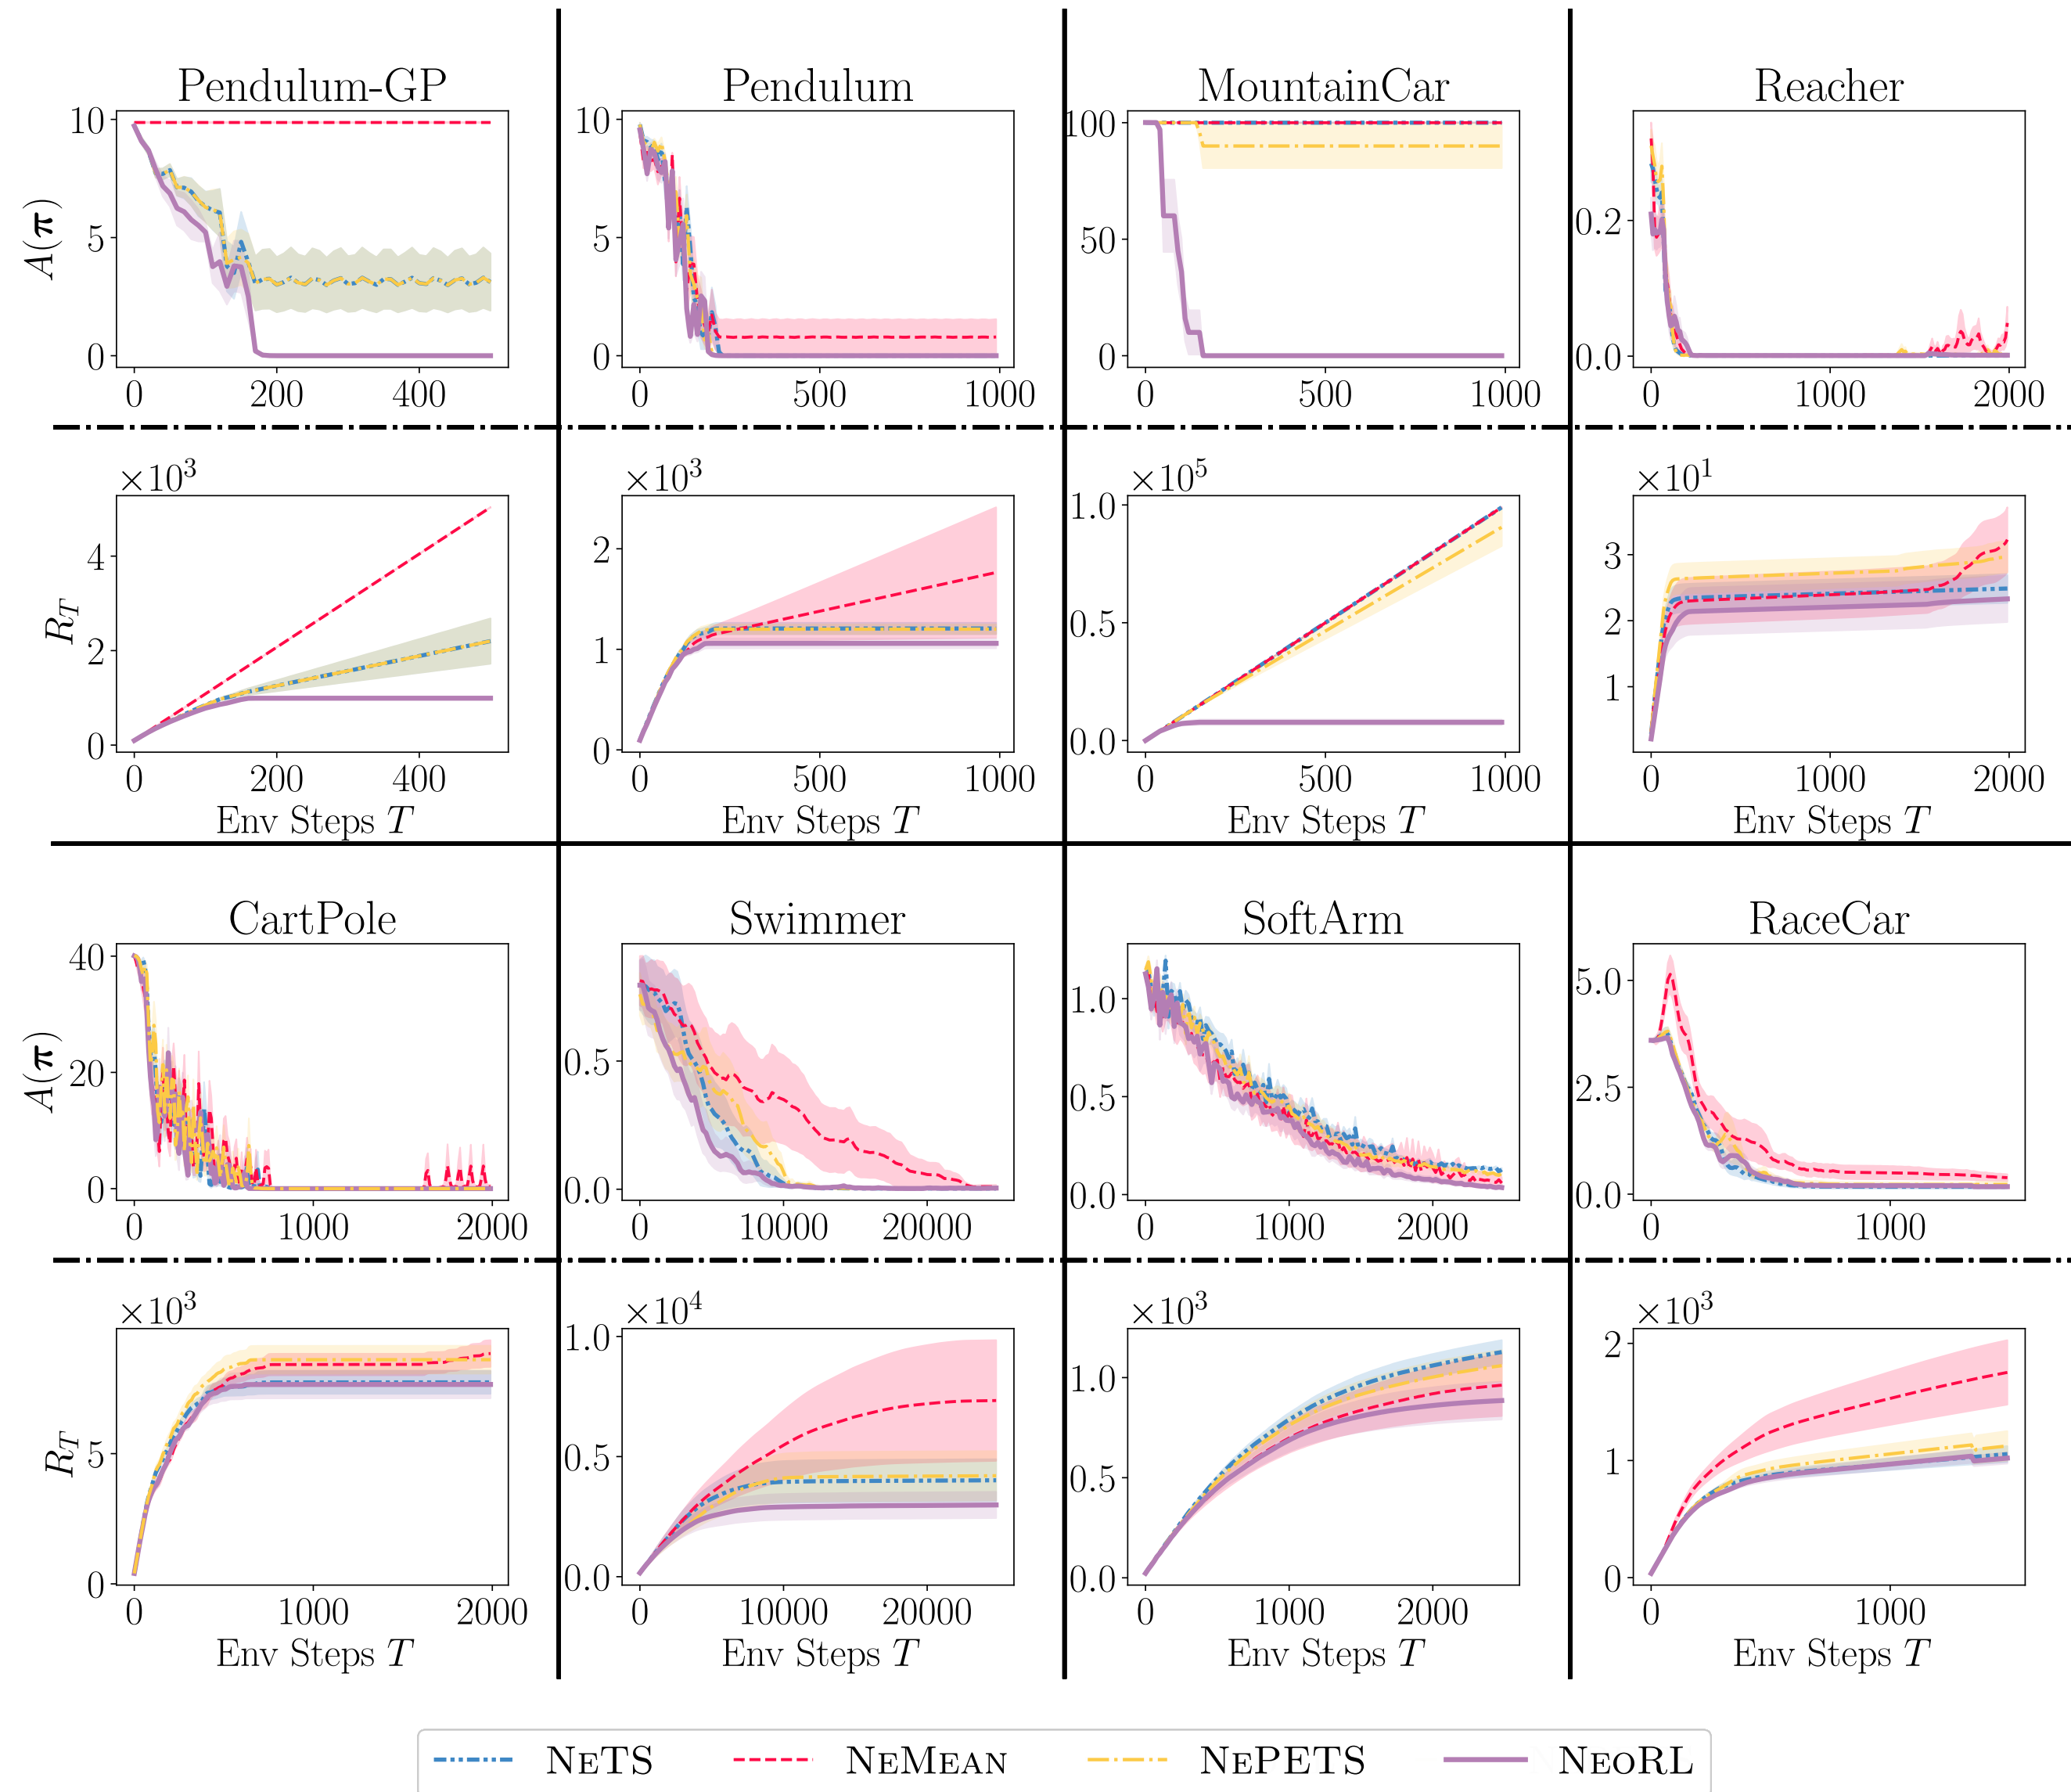 Pendulum-GP
Pendulum
MountainCar
Reacher
A(π)
10
5
0
0 200 400
10
5
0
0 500 1000
100
50
0
0 500 1000
0.2
0.0
0 1000 2000
R_T
×10³
4
2
0
0 200 400
Env Steps T
×10³
2
1
0
0 500 1000
Env Steps T
×10⁵
1.0
0.5
0.0
0 500 1000
Env Steps T
×10¹
3
2
1
0 1000 2000
Env Steps T
CartPole
Swimmer
SoftArm
RaceCar
A(π)
40
20
0
0 1000 2000
0.5
0.0
0 10000 20000
1.0
0.5
0.0
0 1000 2000
5.0
2.5
0.0
0 1000
R_T
×10³
5
0
0 1000 2000
Env Steps T
×10⁴
1.0
0.5
0.0
0 10000 20000
Env Steps T
×10³
1.0
0.5
0.0
0 1000 2000
Env Steps T
×10³
2
1
0
0 1000
Env Steps T
NeTS NeMean NePETS NeoRL